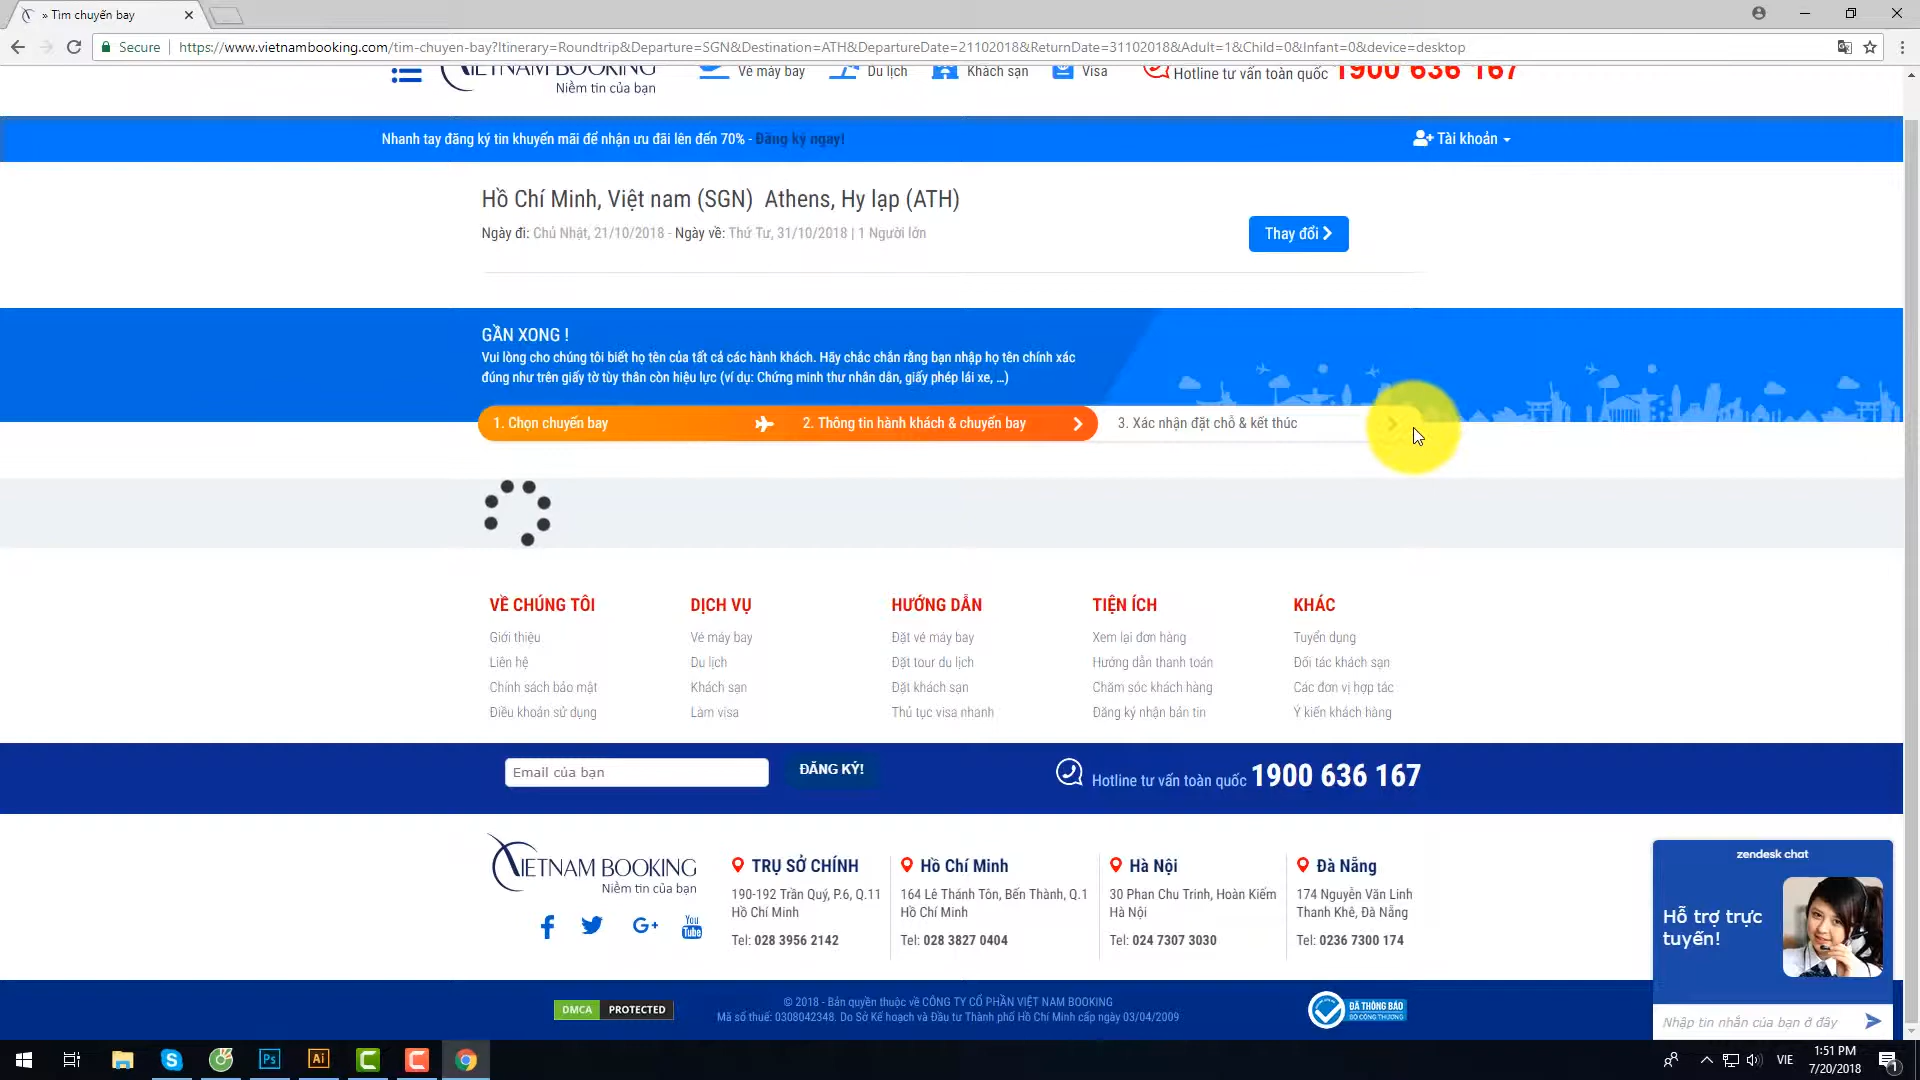 » Tìm chuyến bay
Secure
https://www.vietnambooking.com/tim-chuyen-bay?Itinerary=Roundtrip&Departure=SGN&Destination=ATH&DepartureDate=21102018&ReturnDate=31102018&Adult=1&Child=0&Infant=0&device=desktop
VIETNAM BOOKING
Niềm tin của bạn
Vé máy bay
Du lịch
Khách sạn
Visa
Hotline tư vấn toàn quốc 1900 636 167
Nhanh tay đăng ký tin khuyến mãi để nhận ưu đãi lên đến 70% - Đăng ký ngay!
Tài khoản
Hồ Chí Minh, Việt nam (SGN) Athens, Hy lạp (ATH)
Ngày đi: Chủ Nhật, 21/10/2018 - Ngày về: Thứ Tư, 31/10/2018 | 1 Người lớn
Thay đổi
GẦN XONG !
Vui lòng cho chúng tôi biết họ tên của tất cả các hành khách. Hãy chắc chắn rằng bạn nhập họ tên chính xác
đúng như trên giấy tờ tùy thân còn hiệu lực (ví dụ: Chứng minh thư nhân dân, giấy phép lái xe, ...)
1. Chọn chuyến bay
2. Thông tin hành khách & chuyến bay
3. Xác nhận đặt chỗ & kết thúc
VỀ CHÚNG TÔI
Giới thiệu
Liên hệ
Chính sách bảo mật
Điều khoản sử dụng
DỊCH VỤ
Vé máy bay
Du lịch
Khách sạn
Làm visa
HƯỚNG DẪN
Đặt vé máy bay
Đặt tour du lịch
Đặt khách sạn
Thủ tục visa nhanh
TIỆN ÍCH
Xem lại đơn hàng
Hướng dẫn thanh toán
Chăm sóc khách hàng
Đăng ký nhận bản tin
KHÁC
Tuyển dụng
Đối tác khách sạn
Các đơn vị hợp tác
Ý kiến khách hàng
Email của bạn
ĐĂNG KÝ!
Hotline tư vấn toàn quốc 1900 636 167
VIETNAM BOOKING
Niềm tin của bạn
You
Tube
TRỤ SỞ CHÍNH
190-192 Trần Quý, P.6, Q.11
Hồ Chí Minh
Tel: 028 3956 2142
Hồ Chí Minh
164 Lê Thánh Tôn, Bến Thành, Q.1
Hồ Chí Minh
Tel: 028 3827 0404
Hà Nội
30 Phan Chu Trinh, Hoàn Kiếm
Hà Nội
Tel: 024 7307 3030
Đà Nẵng
174 Nguyễn Văn Linh
Thanh Khê, Đà Nẵng
Tel: 0236 7300 174
zendesk chat
Hỗ trợ trực
tuyến!
Nhập tin nhắn của bạn ở đây
DMCA PROTECTED
© 2018 - Bản quyền thuộc về CÔNG TY CỔ PHẦN VIỆT NAM BOOKING
Mã số thuế: 0308042348. Do Sở Kế hoạch và Đầu tư Thành phố Hồ Chí Minh cấp ngày 03/04/2009
ĐÃ THÔNG BÁO
BỘ CÔNG THƯƠNG
Ps
Ai
VIE
1:51 PM
7/20/2018
1